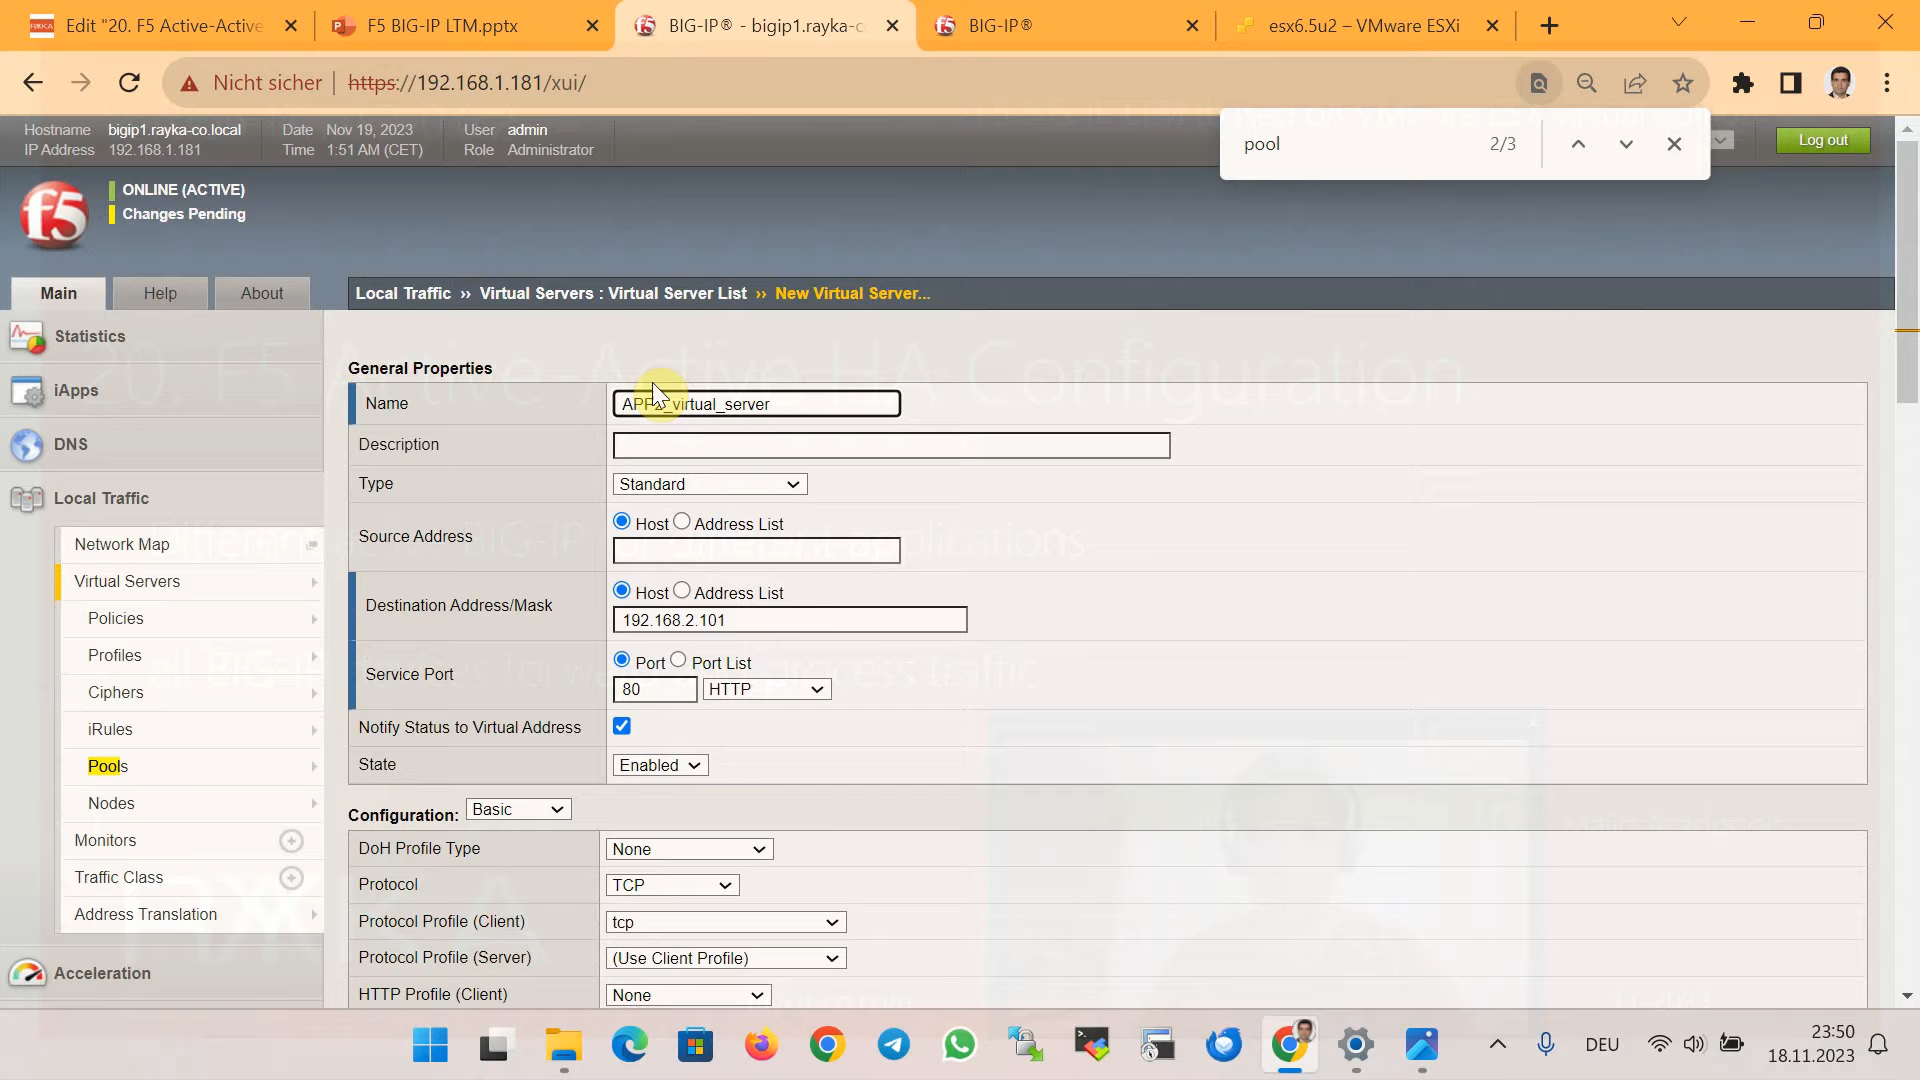 Edit "20. F5 Active-Active
F5 BIG-IP LTM.pptx
BIG-IP® - bigip1.rayka-c
BIG-IP®
esx6.5u2 – VMware ESXi
Nicht sicher
https://192.168.1.181/xui/
pool
2/3
Hostname bigip1.rayka-co.local
IP Address 192.168.1.181
Date Nov 19, 2023
Time 1:51 AM (CET)
User admin
Role Administrator
Log out
f5
ONLINE (ACTIVE)
Changes Pending
Main
Help
About
Local Traffic ›› Virtual Servers : Virtual Server List ›› New Virtual Server...
Statistics
iApps
DNS
Local Traffic
Network Map
Virtual Servers
Policies
Profiles
Ciphers
iRules
Pools
Nodes
Monitors
Traffic Class
Address Translation
Acceleration
20. F5 Active-Active HA Configuration
General Properties
Name
Description
Type Standard
Source Address Host Address List
Destination Address/Mask Host Address List
192.168.2.101
Service Port Port Port List
80 HTTP
Notify Status to Virtual Address
State Enabled
Configuration: Basic
DoH Profile Type None
Protocol TCP
Protocol Profile (Client) tcp
Protocol Profile (Server) (Use Client Profile)
HTTP Profile (Client) None
DEU
23:50
18.11.2023